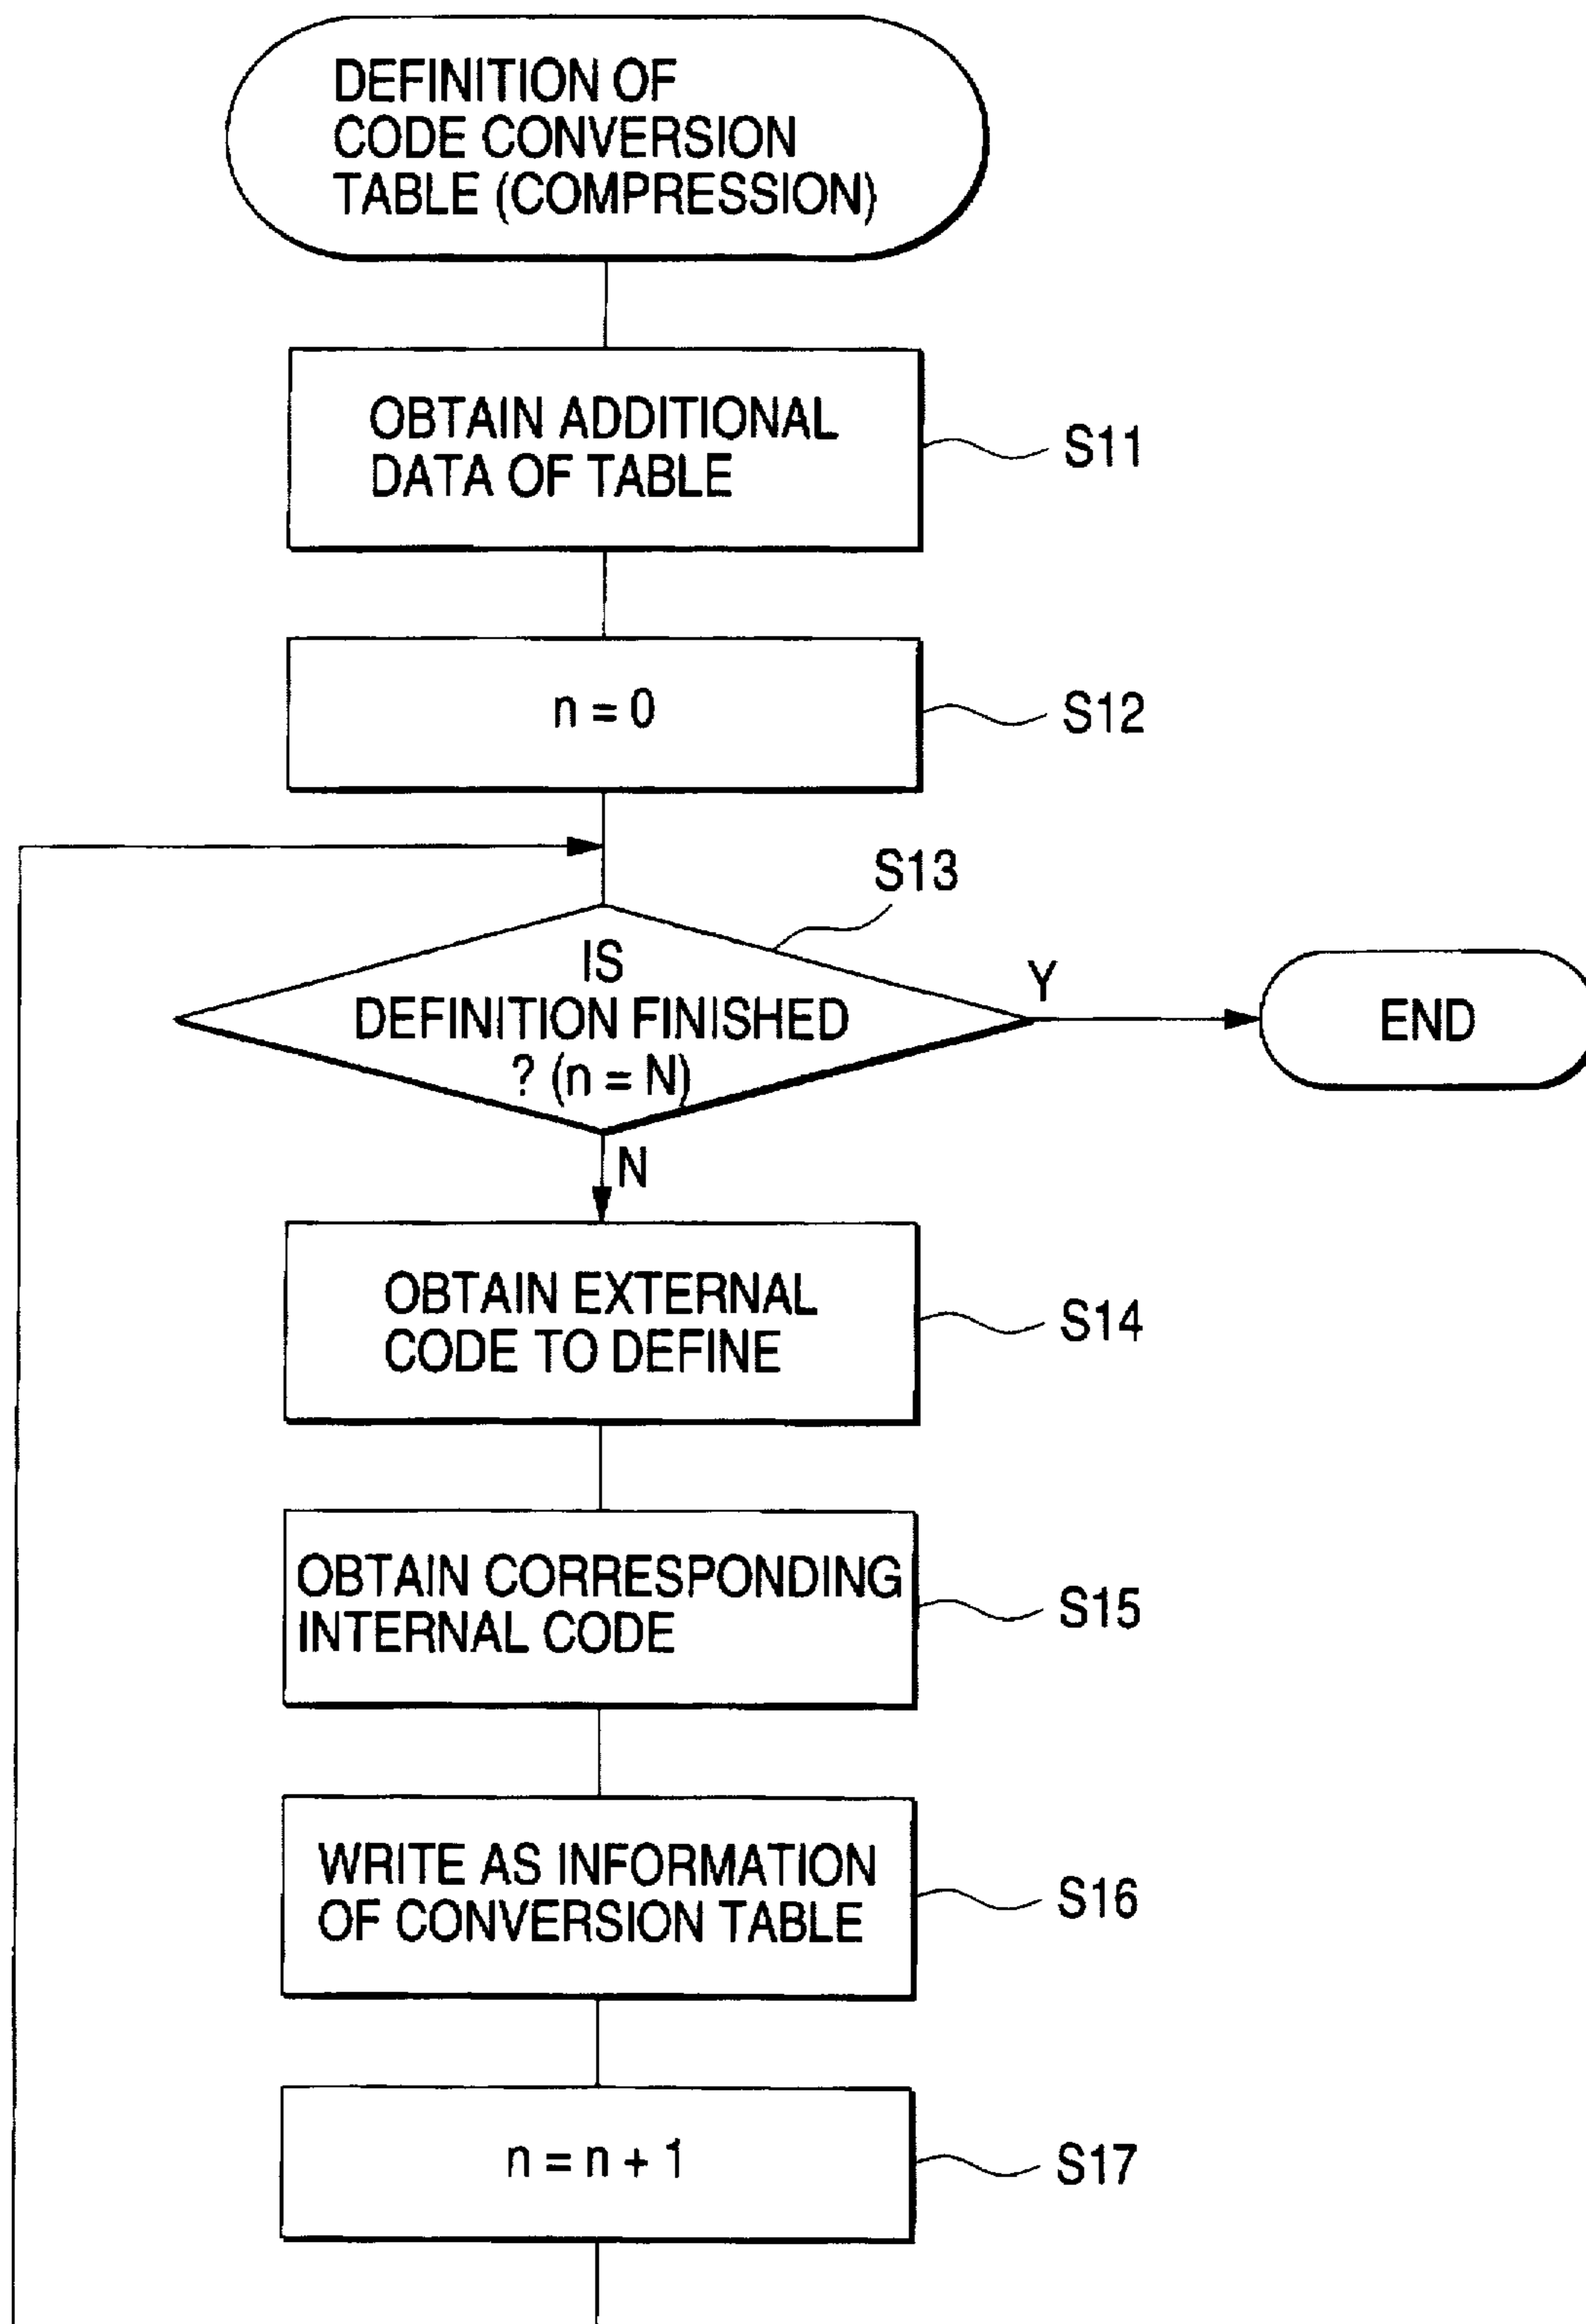 DEFINITION OF
CODE CONVERSION
TABLE (COMPRESSION)
OBTAIN ADDITIONAL
DATA OF TABLE
S11
n = 0
S12
S13
IS
DEFINITION FINISHED
? (n = N)
Y
END
N
OBTAIN EXTERNAL
CODE TO DEFINE
S14
OBTAIN CORRESPONDING
INTERNAL CODE
S15
WRITE AS INFORMATION
OF CONVERSION TABLE
S16
n = n + 1
S17